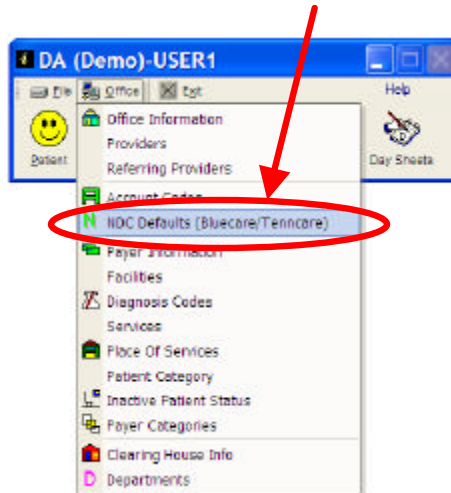 DA (Demo)-USER1
File Office Exit Help
Patient Day Sheets
Office Information
Providers
Referring Providers
Account Codes
N NDC Defaults (Bluecare/Tenncare)
Payer Information
Facilities
Diagnosis Codes
Services
Place Of Services
Patient Category
Inactive Patient Status
Payer Categories
Clearing House Info
D Departments